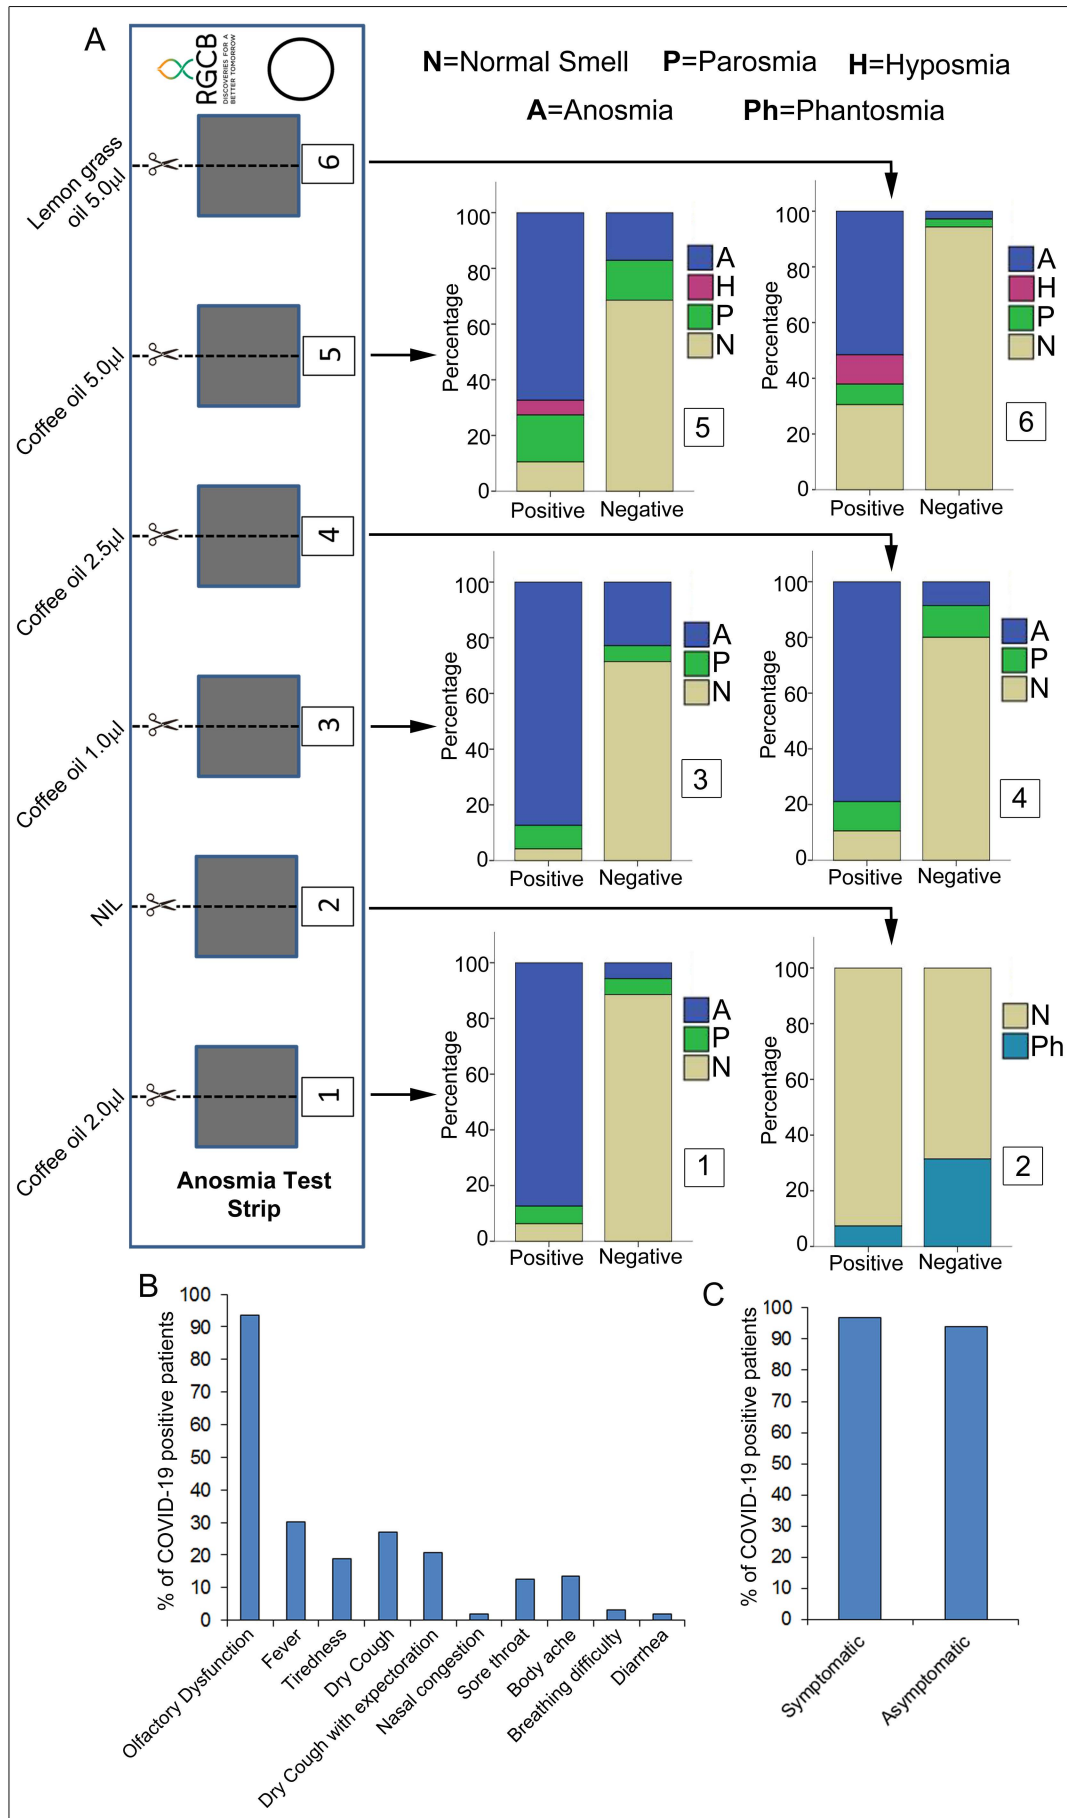 A
RGCB
DISCOVERIES FOR A
BETTER TOMORROW
N=Normal Smell P=Parosmia H=Hyposmia
A=Anosmia Ph=Phantosmia
Lemon grass
oil 5.0µl
6
Coffee oil 5.0µl
5
Coffee oil 2.5µl
4
Coffee oil 1.0µl
3
NIL
2
Coffee oil 2.0µl
1
Anosmia Test
Strip
Percentage
100
80
60
40
20
0
Positive Negative
A
H
P
N
5
Percentage
100
80
60
40
20
0
Positive Negative
A
H
P
N
6
Percentage
100
80
60
40
20
0
Positive Negative
A
P
N
3
Percentage
100
80
60
40
20
0
Positive Negative
A
P
N
4
Percentage
100
80
60
40
20
0
Positive Negative
A
P
N
1
Percentage
100
80
60
40
20
0
Positive Negative
N
Ph
2
B
% of COVID-19 positive patients
100
90
80
70
60
50
40
30
20
10
0
Olfactory Dysfunction
Fever
Tiredness
Dry Cough
Dry Cough with expectoration
Nasal congestion
Sore throat
Body ache
Breathing difficulty
Diarrhea
C
% of COVID-19 positive patients
100
90
80
70
60
50
40
30
20
10
0
Symptomatic
Asymptomatic